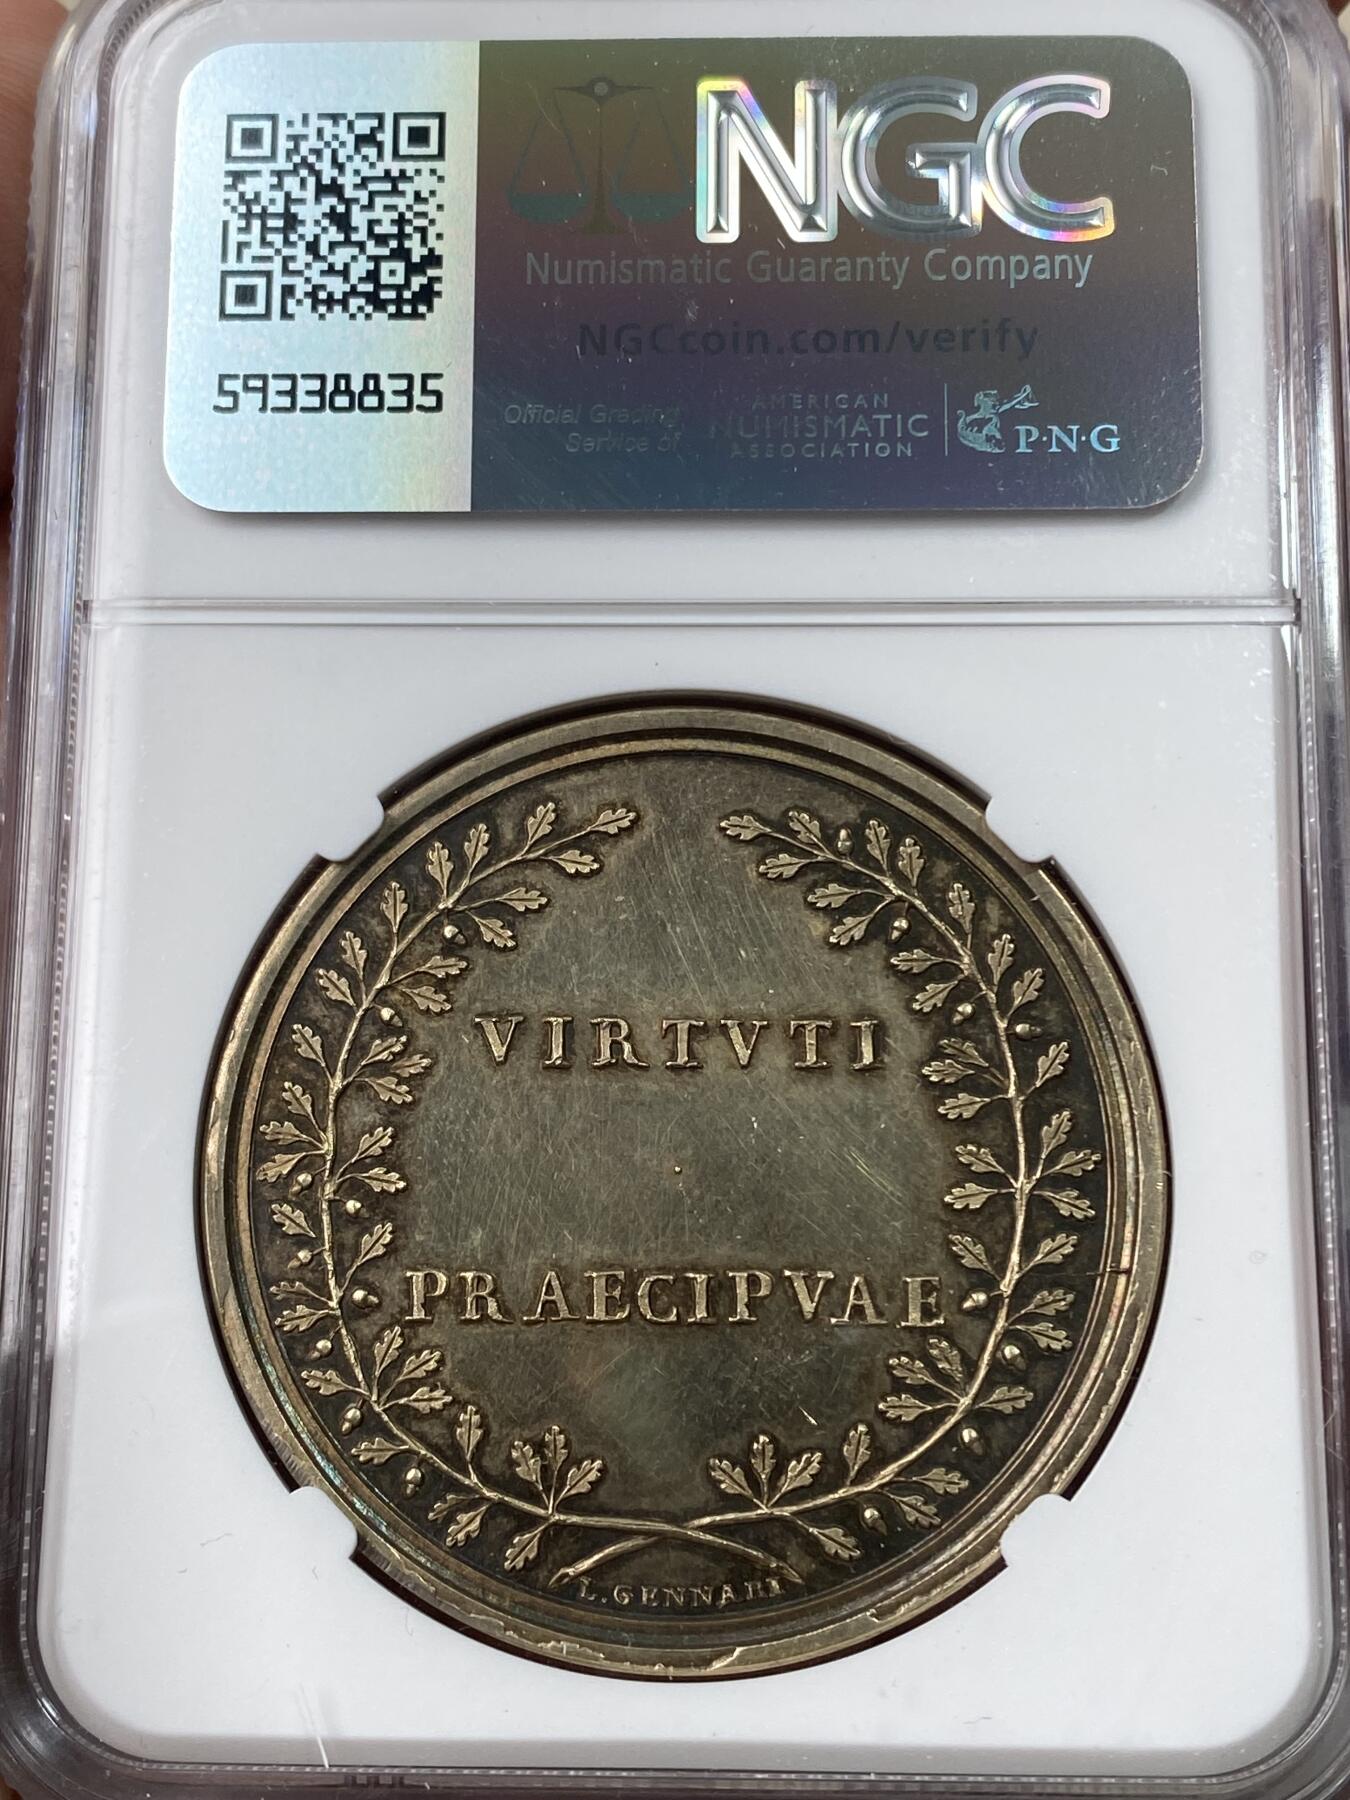 NGC
Numismatic Guaranty Company
NGCcoin.com/verify
59338835
Official Grading
Service of
AMERICAN
NUMISMATIC
ASSOCIATION
P·N·G
VIRTVTI
PRAECIPVAE
L. GENNARI